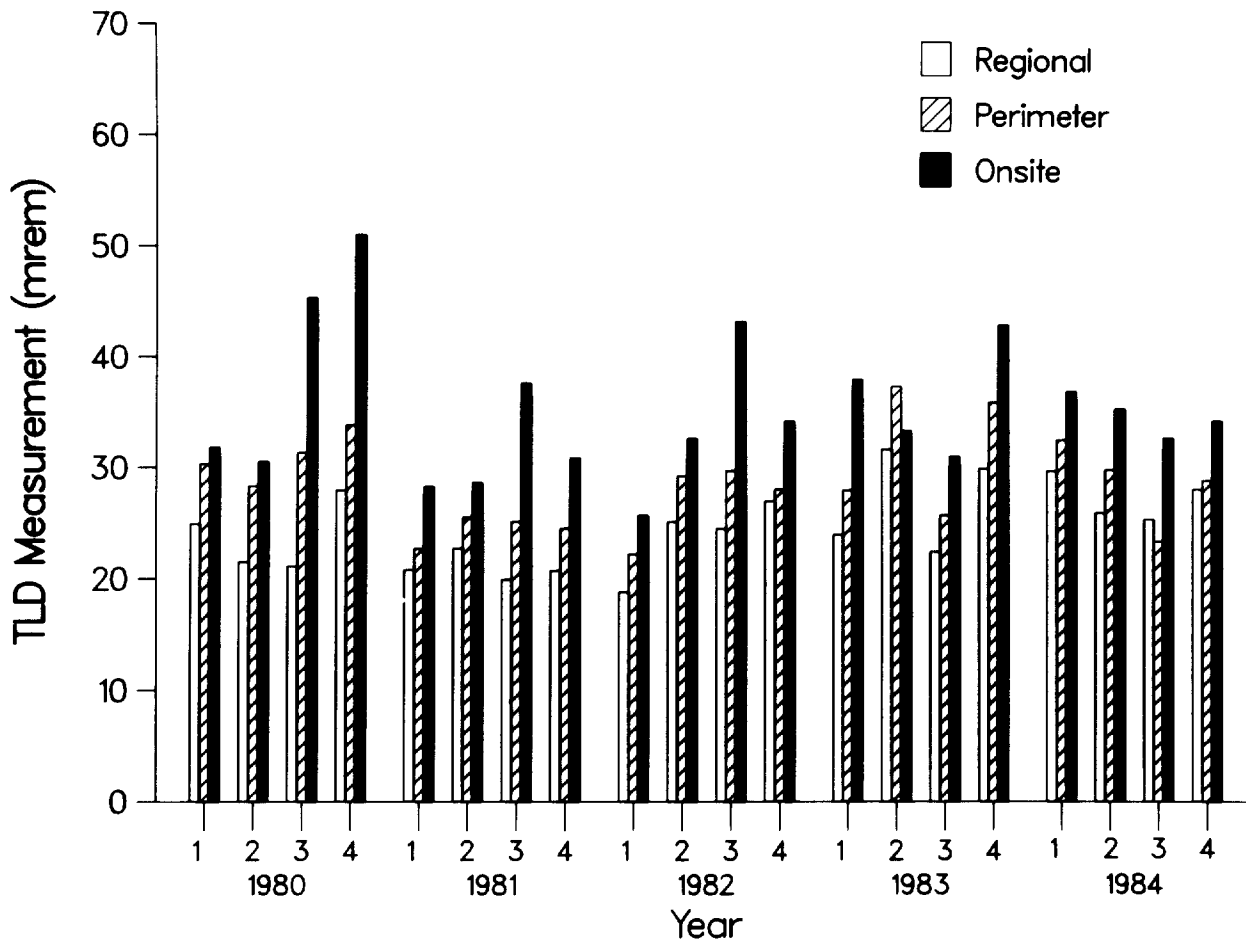 70
60
50
40
30
20
10
0
TLD Measurement (mrem)
Regional
Perimeter
Onsite
1 2 3 4 1 2 3 4 1 2 3 4 1 2 3 4 1 2 3 4
1980 1981 1982 1983 1984
Year